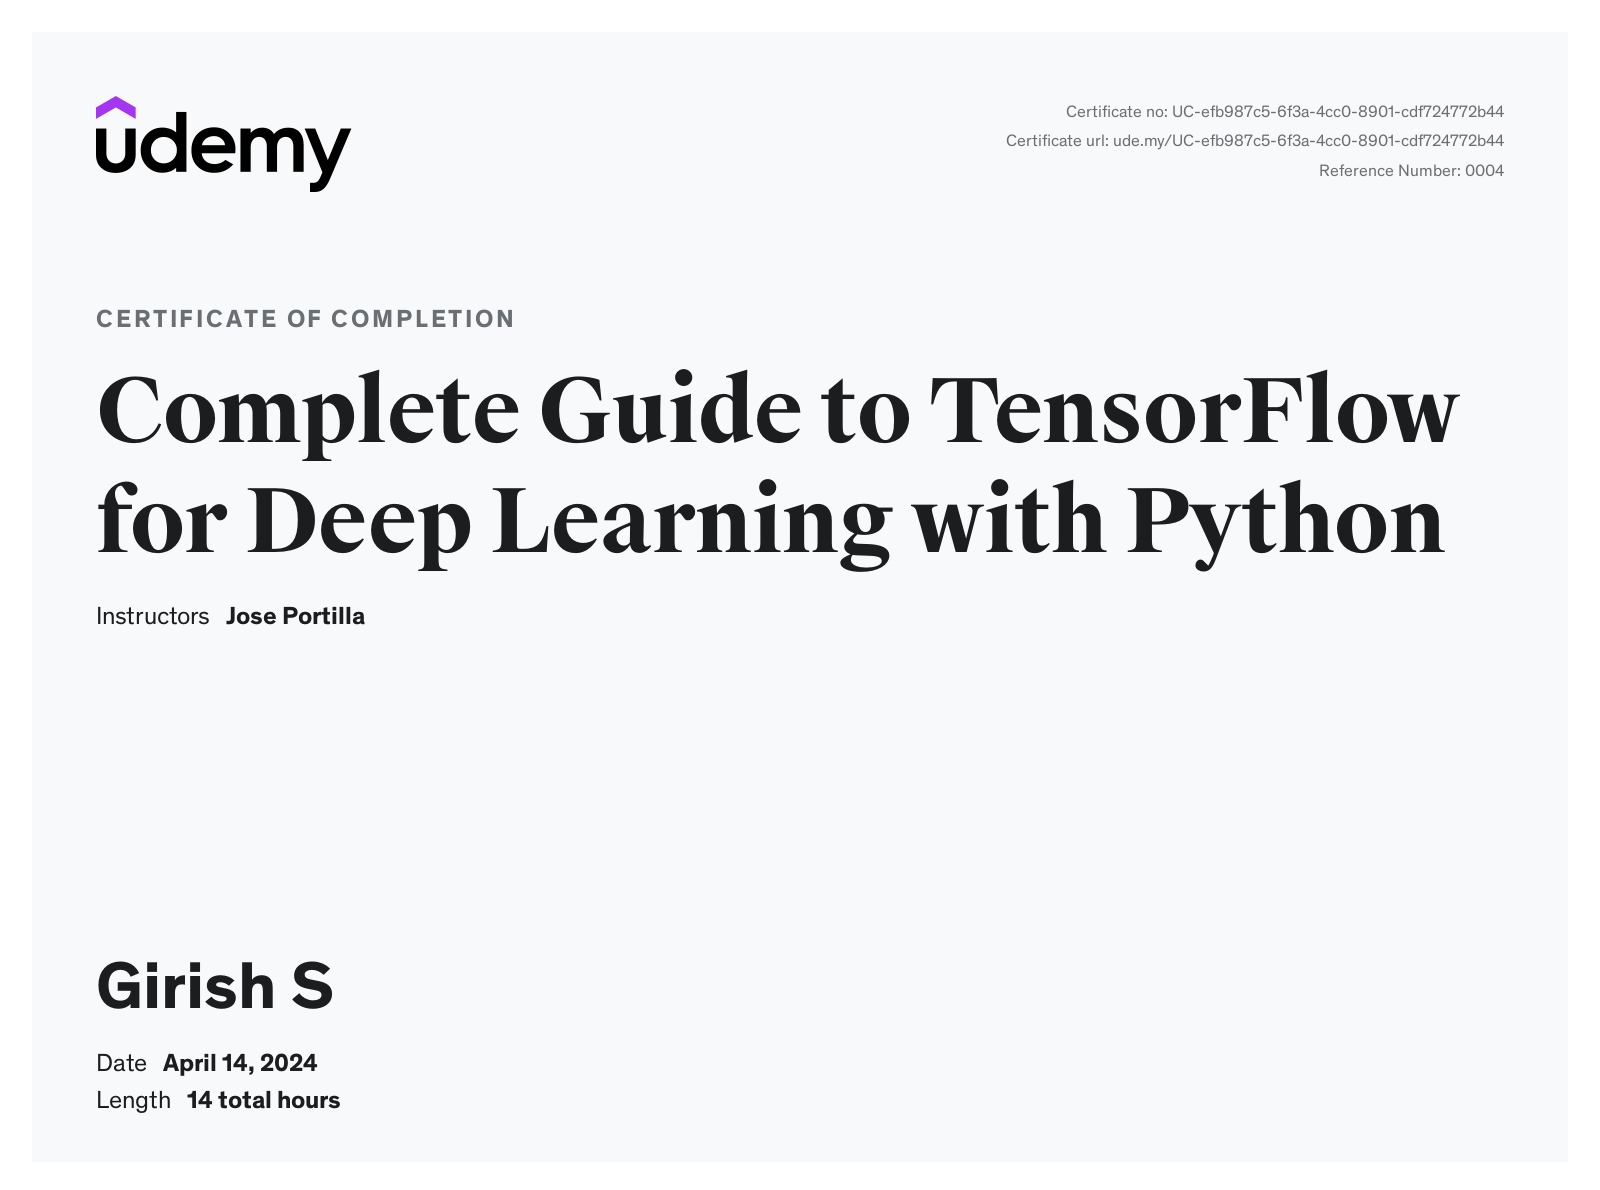 udemy
Certificate no: UC-efb987c5-6f3a-4cc0-8901-cdf724772b44
Certificate url: ude.my/UC-efb987c5-6f3a-4cc0-8901-cdf724772b44
Reference Number: 0004
CERTIFICATE OF COMPLETION
Complete Guide to TensorFlow
for Deep Learning with Python
Instructors Jose Portilla
Girish S
Date April 14, 2024
Length 14 total hours